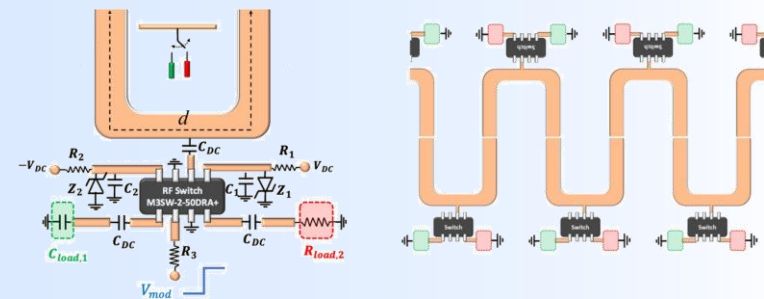 d
C_DC
R_2
R_1
−V_DC
V_DC
Z_2
C_2
RF Switch
M3SW-2-50DRA+
C_1
Z_1
C_DC
C_DC
C_load,1
R_3
R_load,2
V_mod
Switch
Switch
Switch
Switch
Switch